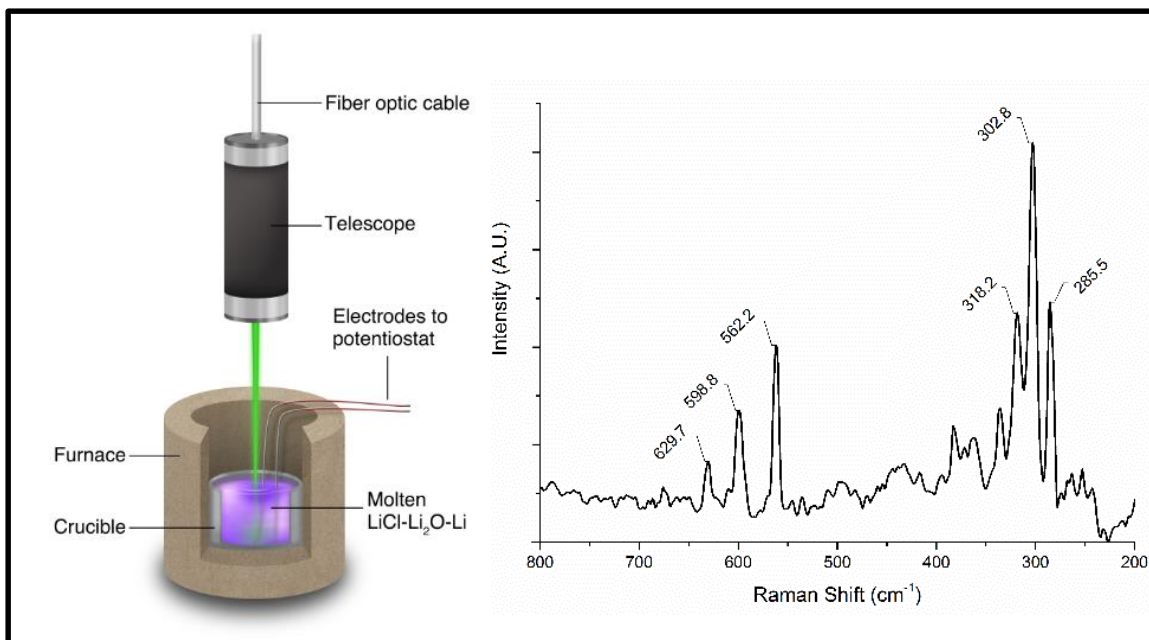 Fiber optic cable
Telescope
Electrodes to
potentiostat
Furnace
Crucible
Molten
LiCl-Li₂O-Li
Intensity (A.U.)
629.7
598.8
562.2
318.2
302.8
285.5
800 700 600 500 400 300 200
Raman Shift (cm⁻¹)